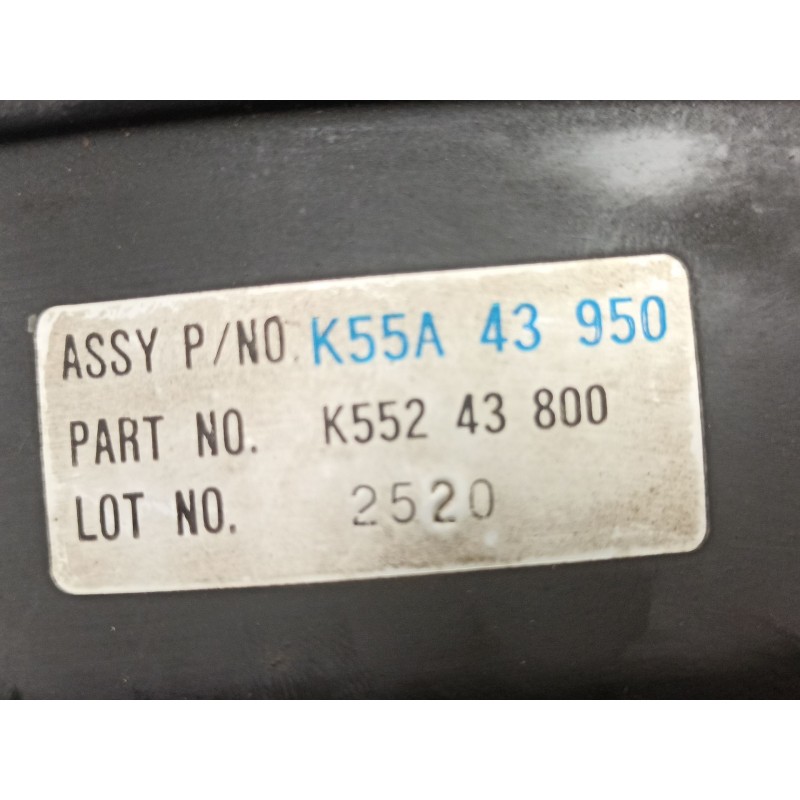 ASSY P/NO. K55A 43 950
PART NO. K552 43 800
LOT NO. 2520